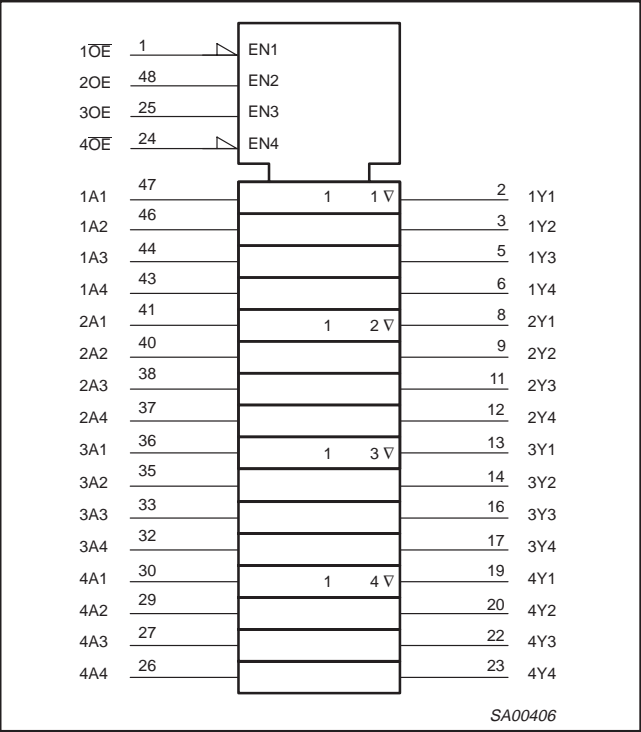 1O̅E̅ 1 EN1
2OE 48 EN2
3OE 25 EN3
4O̅E̅ 24 EN4
1A1 47 1 1 ∇ 2 1Y1
1A2 46 3 1Y2
1A3 44 5 1Y3
1A4 43 6 1Y4
2A1 41 1 2 ∇ 8 2Y1
2A2 40 9 2Y2
2A3 38 11 2Y3
2A4 37 12 2Y4
3A1 36 1 3 ∇ 13 3Y1
3A2 35 14 3Y2
3A3 33 16 3Y3
3A4 32 17 3Y4
4A1 30 1 4 ∇ 19 4Y1
4A2 29 20 4Y2
4A3 27 22 4Y3
4A4 26 23 4Y4
SA00406